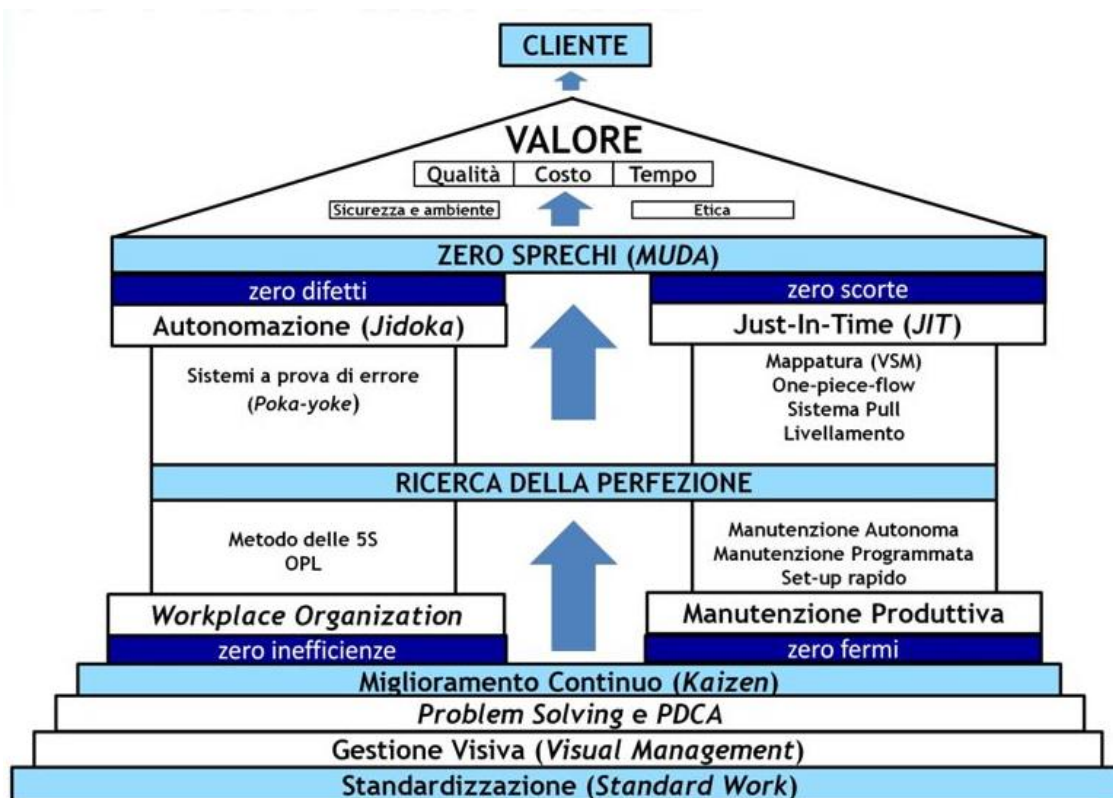 CLIENTE
VALORE
Qualità
Costo
Tempo
Sicurezza e ambiente
Etica
ZERO SPRECHI (MUDA)
zero difetti
zero scorte
Autonomazione (Jidoka)
Just-In-Time (JIT)
Sistemi a prova di errore
(Poka-yoke)
Mappatura (VSM)
One-piece-flow
Sistema Pull
Livellamento
RICERCA DELLA PERFEZIONE
Metodo delle 5S
OPL
Manutenzione Autonoma
Manutenzione Programmata
Set-up rapido
Workplace Organization
Manutenzione Produttiva
zero inefficienze
zero fermi
Miglioramento Continuo (Kaizen)
Problem Solving e PDCA
Gestione Visiva (Visual Management)
Standardizzazione (Standard Work)